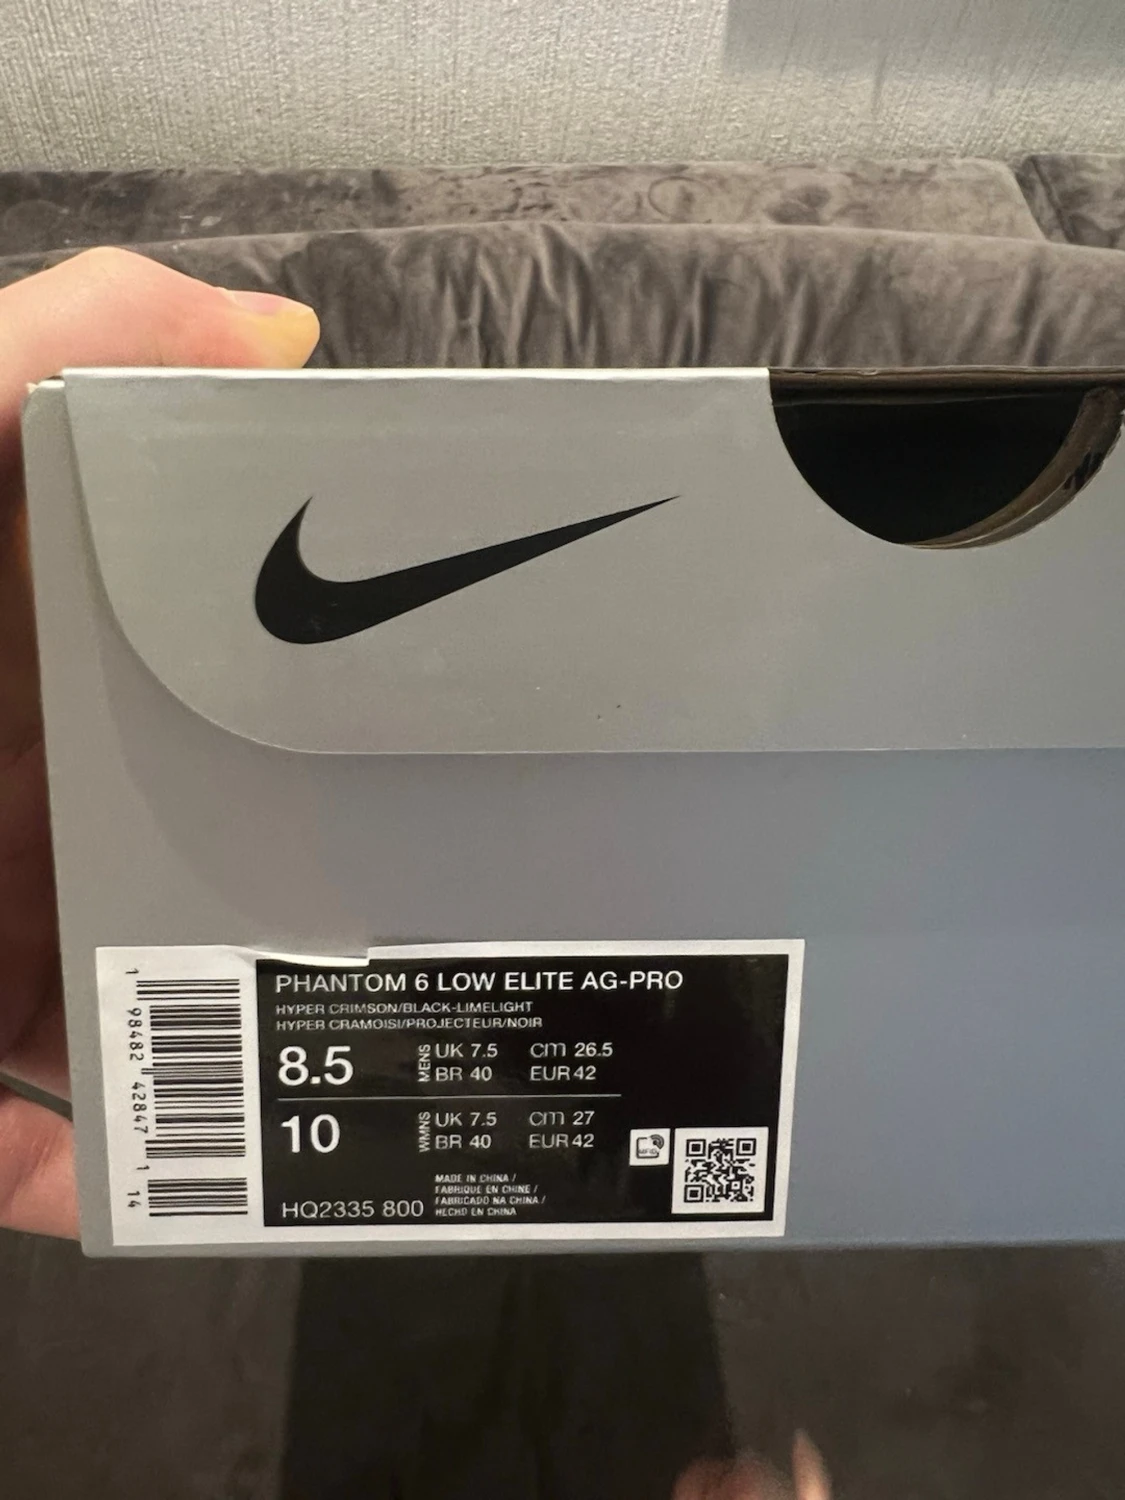 PHANTOM 6 LOW ELITE AG-PRO
HYPER CRIMSON/BLACK-LIMELIGHT
HYPER CRAMOISI/PROJECTEUR/NOIR
8.5 MENS UK 7.5 cm 26.5
BR 40 EUR 42
10 WMNS UK 7.5 cm 27
BR 40 EUR 42
MADE IN CHINA /
FABRIQUÉ EN CHINE /
FABRICADO NA CHINA /
HECHO EN CHINA
HQ2335 800
1 98482 42847 1 14